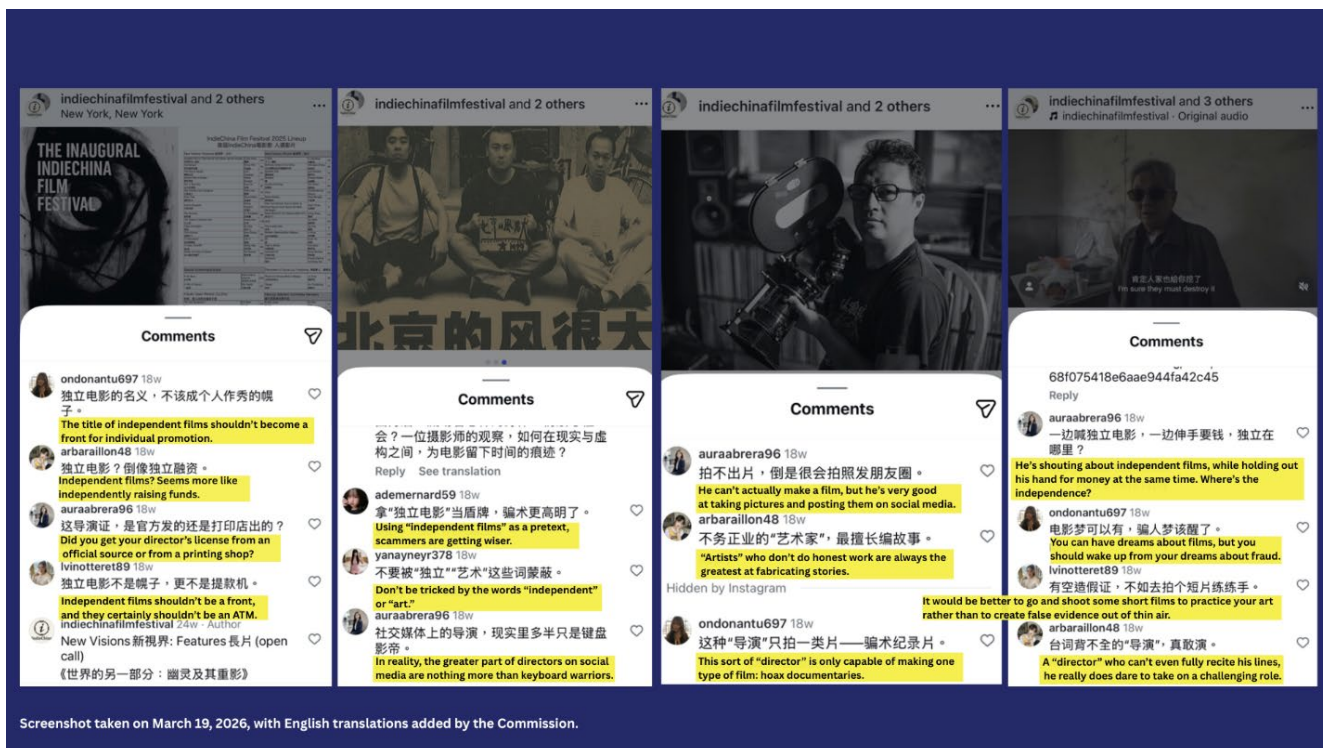 indiechinafilmfestival and 2 others
New York, New York
THE INAUGURAL
INDIECHINA
FILM
FESTIVAL
IndieChina Film Festival 2025 Lineup
Comments
ondonantu697 18w
独立电影的名义，不该成个人作秀的幌
子。
The title of independent films shouldn't become a
front for individual promotion.
arbaraillon48 18w
独立电影？倒像独立融资。
Independent films? Seems more like
independently raising funds.
auraabrera96 18w
这导演证，是官方发的还是打印店出的？
Did you get your director's license from an
official source or from a printing shop?
lvinotteret89 18w
独立电影不是幌子，更不是提款机。
Independent films shouldn't be a front,
and they certainly shouldn't be an ATM.
indiechinafilmfestival 24w · Author
New Visions 新視界: Features 長片 (open
call)
《世界的另一部分：幽灵及其重影》
indiechinafilmfestival and 2 others
北京的风很大
Comments
会？一位摄影师的观察，如何在现实与虚
构之间，为电影留下时间的痕迹？
Reply See translation
ademernard59 18w
拿“独立电影”当盾牌，骗术更高明了。
Using "independent films" as a pretext,
scammers are getting wiser.
yanayneyr378 18w
不要被“独立”“艺术”这些词蒙蔽。
Don't be tricked by the words "independent"
or "art."
auraabrera96 18w
社交媒体上的导演，现实里多半只是键盘
影帝。
In reality, the greater part of directors on social
media are nothing more than keyboard warriors.
indiechinafilmfestival and 2 others
Comments
auraabrera96 18w
拍不出片，倒是很会拍照发朋友圈。
He can't actually make a film, but he's very good
at taking pictures and posting them on social media.
arbaraillon48 18w
不务正业的“艺术家”，最擅长编故事。
"Artists" who don't do honest work are always the
greatest at fabricating stories.
Hidden by Instagram
ondonantu697 18w
这种“导演”只拍一类片——骗术纪录片。
This sort of "director" is only capable of making one
type of film: hoax documentaries.
indiechinafilmfestival and 3 others
indiechinafilmfestival · Original audio
肯定人家也给你毁了
I'm sure they must destroy it
Comments
68f075418e6aae944fa42c45
Reply
auraabrera96 18w
一边喊独立电影，一边伸手要钱，独立在
哪里？
He's shouting about independent films, while holding out
his hand for money at the same time. Where's the
independence?
ondonantu697 18w
电影梦可以有，骗人梦该醒了。
You can have dreams about films, but you
should wake up from your dreams about fraud.
lvinotteret89 18w
有空造假证，不如去拍个短片练练手。
It would be better to go and shoot some short films to practice your art
rather than to create false evidence out of thin air.
arbaraillon48 18w
台词背不全的“导演”，真敢演。
A "director" who can't even fully recite his lines,
he really does dare to take on a challenging role.
Screenshot taken on March 19, 2026, with English translations added by the Commission.